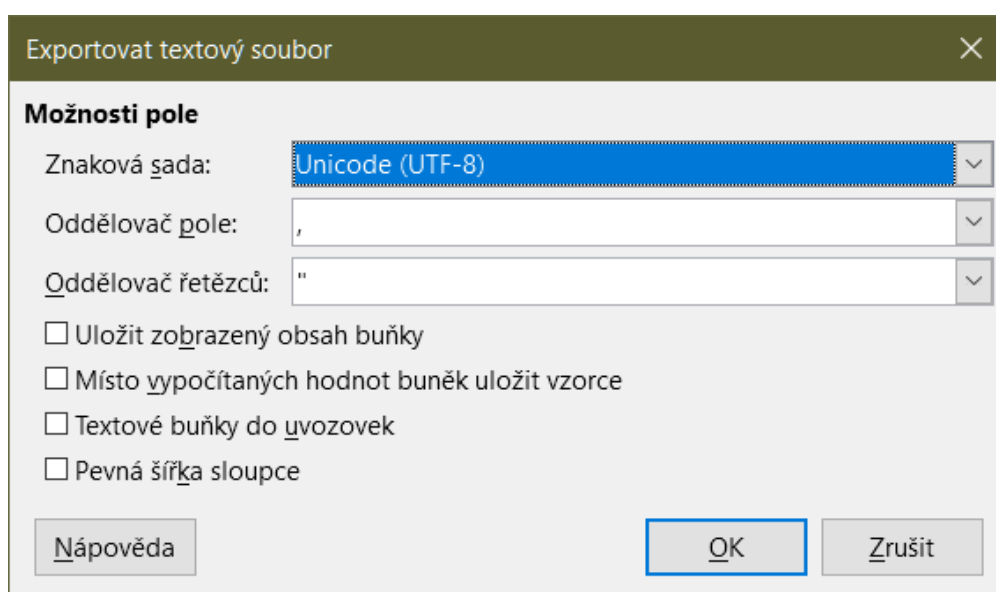 Exportovat textový soubor
Možnosti pole
Znaková sada: Unicode (UTF-8)
Oddělovač pole: ,
Oddělovač řetězců: "
Uložit zobrazený obsah buňky
Místo vypočítaných hodnot buněk uložit vzorce
Textové buňky do uvozovek
Pevná šířka sloupce
Nápověda OK Zrušit